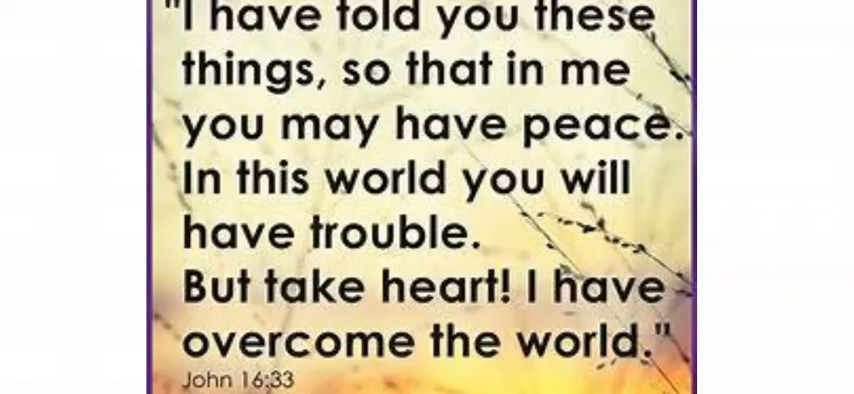 "I have told you these
things, so that in me
you may have peace.
In this world you will
have trouble.
But take heart! I have
overcome the world."
John 16:33